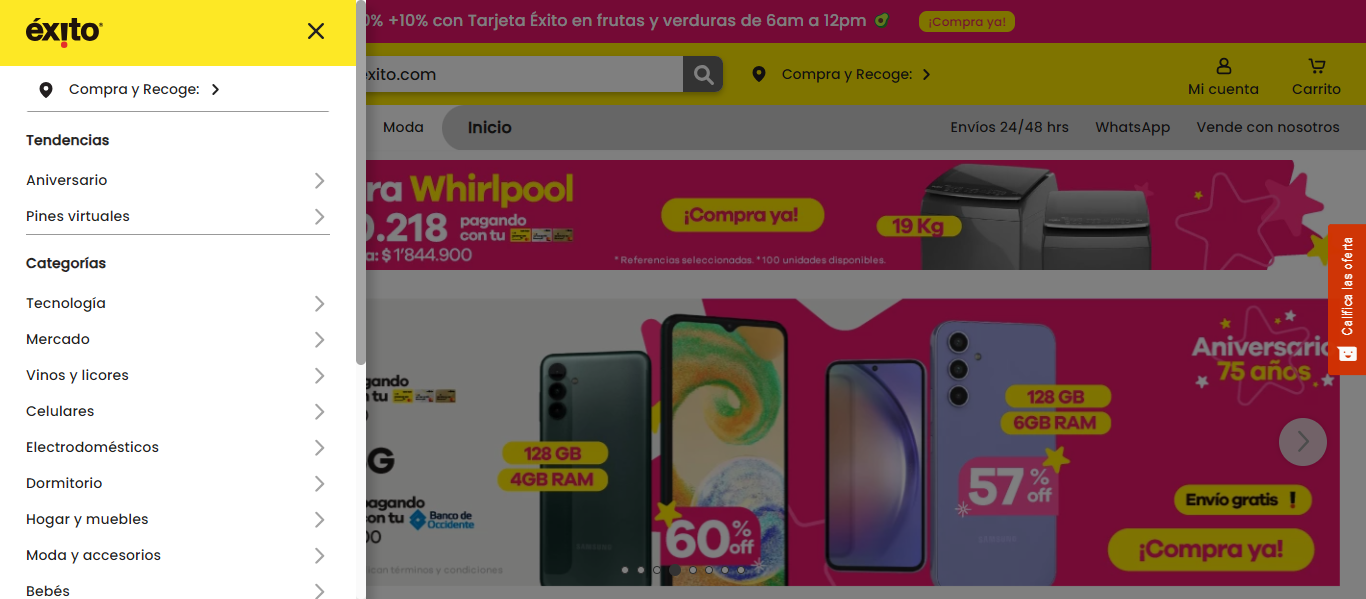 éxito
Compra y Recoge:
Tendencias
Aniversario
Pines virtuales
Categorías
Tecnología
Mercado
Vinos y licores
Celulares
Electrodomésticos
Dormitorio
Hogar y muebles
Moda y accesorios
Bebés
0% +10% con Tarjeta Éxito en frutas y verduras de 6am a 12pm
¡Compra ya!
exito.com
Compra y Recoge:
Mi cuenta
Carrito
Moda
Inicio
Envíos 24/48 hrs
WhatsApp
Vende con nosotros
ra Whirlpool
0.218 pagando
con tu
a: $ 1'844.900
¡Compra ya!
19 Kg
* Referencias seleccionadas. *100 unidades disponibles.
Califica las oferta
gando
n tu
G
pagando
con tu Banco de
Occidente
00
can términos y condiciones
128 GB
4GB RAM
SAMSUNG
60% off
128 GB
6GB RAM
57% off
SAMSUNG
Aniversario
75 años.
Envío gratis !
¡Compra ya!